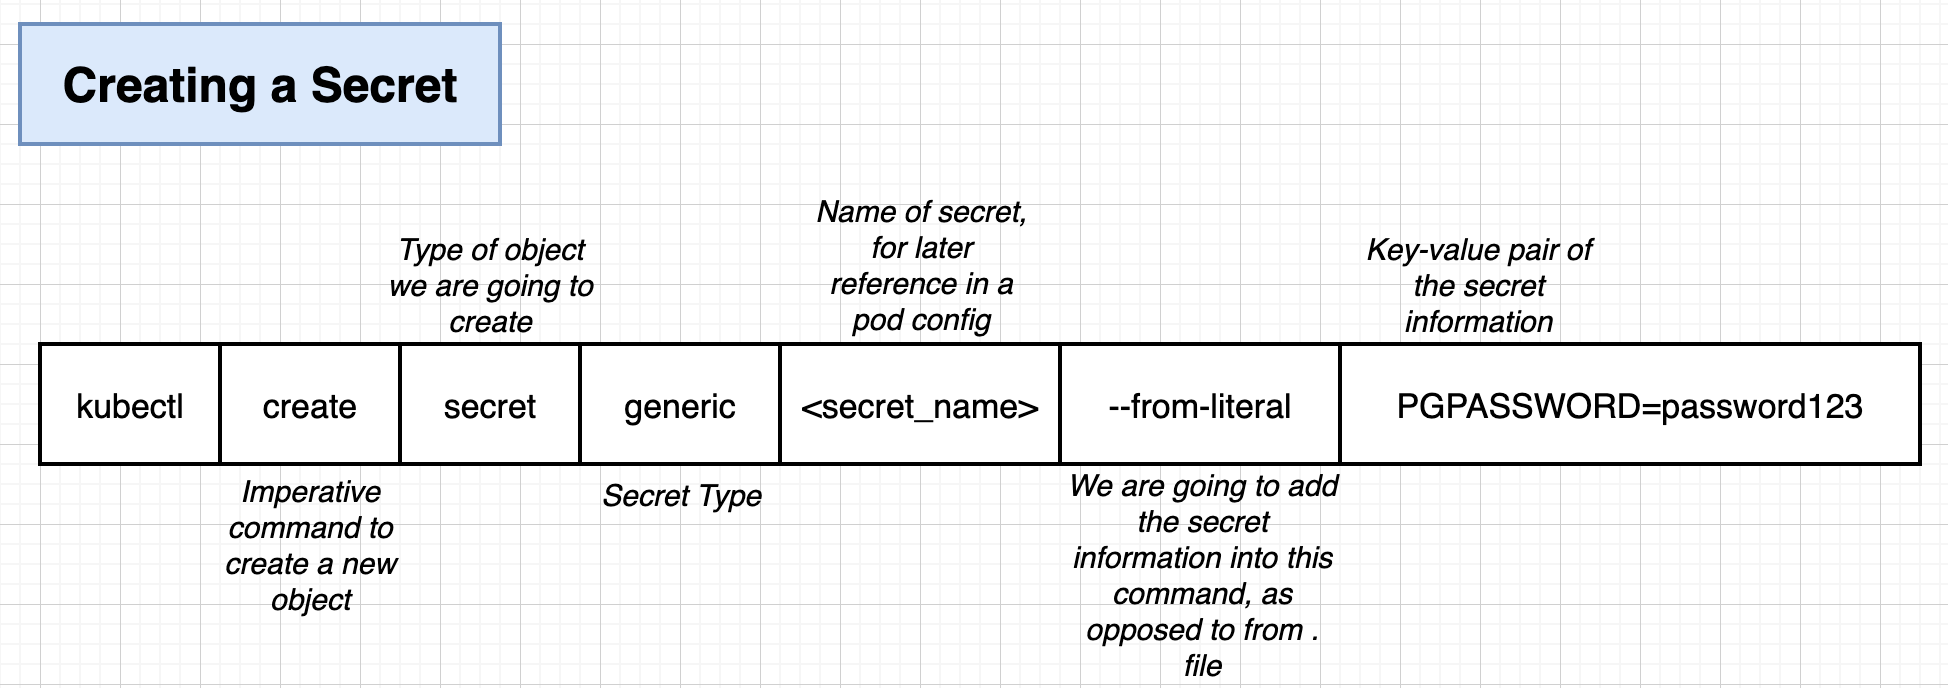 Creating a Secret
Type of object
we are going to
create
Name of secret,
for later
reference in a
pod config
Key-value pair of
the secret
information
kubectl
create
secret
generic
<secret_name>
--from-literal
PGPASSWORD=password123
Imperative
command to
create a new
object
Secret Type
We are going to add
the secret
information into this
command, as
opposed to from .
file